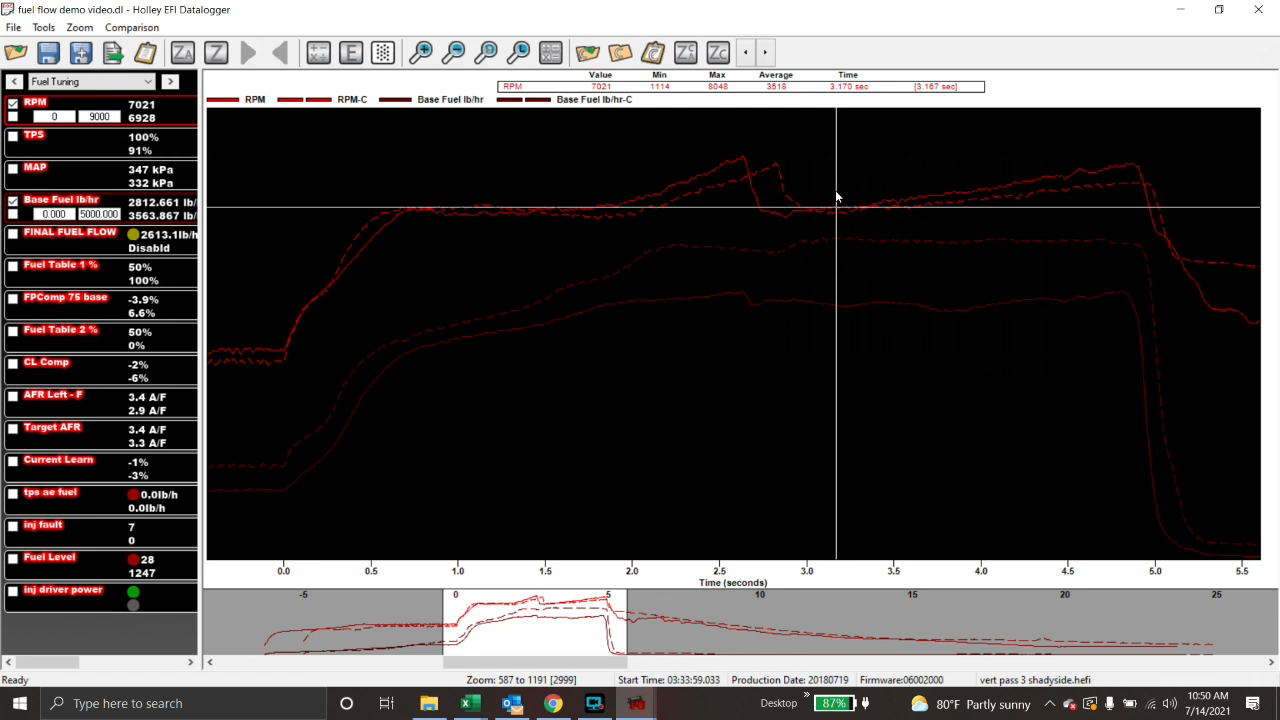 fuel flow demo video.dl - Holley EFI Datalogger
File Tools Zoom Comparison
Fuel Tuning
RPM 7021
0 9000 6928
TPS 100%
91%
MAP 347 kPa
332 kPa
Base Fuel lb/hr 2812.661 lb/
0.000 5000.000 3563.867 lb/
FINAL FUEL FLOW 2613.1lb/h
Disabld
Fuel Table 1 % 50%
100%
FPComp 75 base -3.9%
6.6%
Fuel Table 2 % 50%
0%
CL Comp -2%
-6%
AFR Left - F 3.4 A/F
2.9 A/F
Target AFR 3.4 A/F
3.3 A/F
Current Learn -1%
-3%
tps ae fuel 0.0lb/h
0.0lb/h
inj fault 7
0
Fuel Level 28
1247
inj driver power
Value Min Max Average Time
RPM 7021 1114 8048 3518 3.170 sec [3.167 sec]
RPM RPM-C Base Fuel lb/hr Base Fuel lb/hr-C
0.0 0.5 1.0 1.5 2.0 2.5 3.0 3.5 4.0 4.5 5.0 5.5
Time (seconds)
-5 0 5 10 15 20 25
Ready Zoom: 587 to 1191 [2999] Start Time: 03:33:59.033 Production Date: 20180719 Firmware:06002000 vert pass 3 shadyside.hefi
Type here to search Desktop 87% 80°F Partly sunny 10:50 AM
7/14/2021